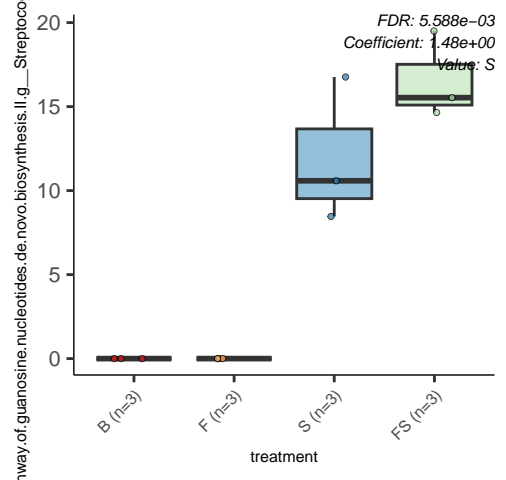 nway.of.guanosine.nucleotides.de.novo.biosynthesis.II.g__Streptoco
FDR: 5.588e−03
Coefficient: 1.48e+00
Value: S
20
15
10
5
0
B (n=3)
F (n=3)
S (n=3)
FS (n=3)
treatment